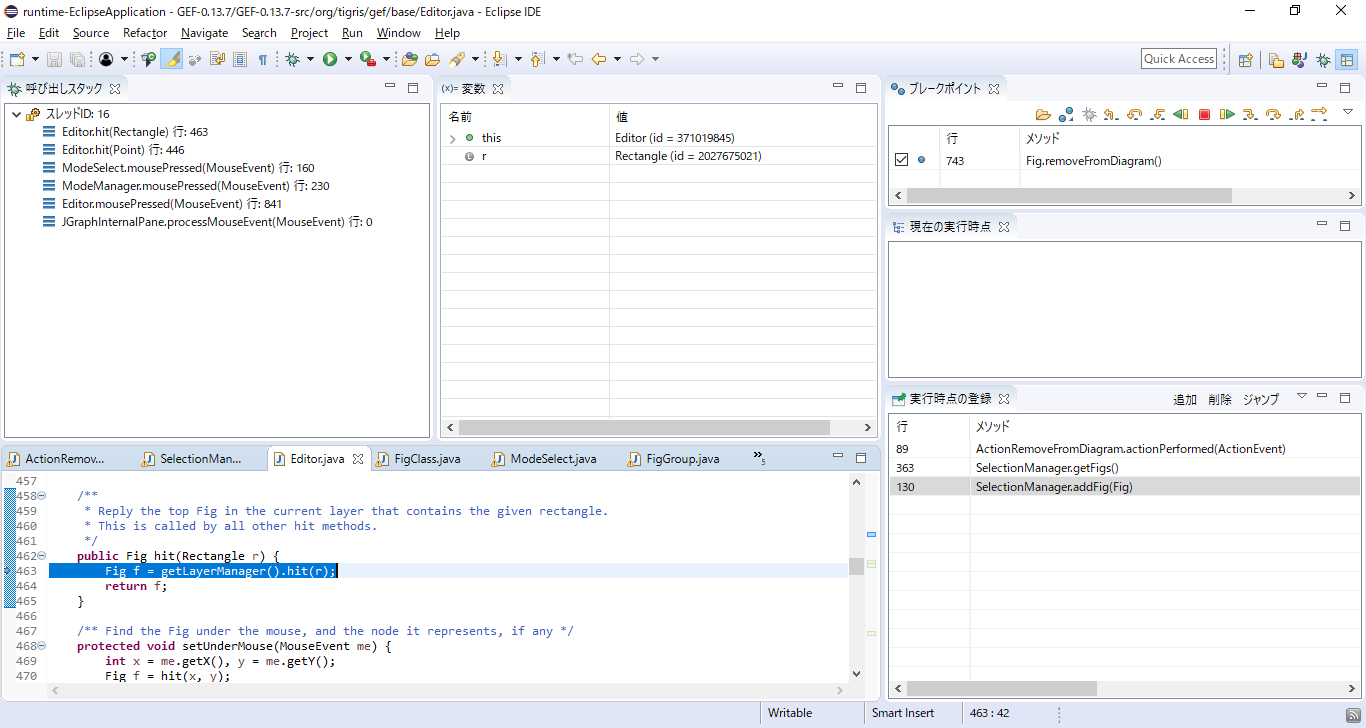 runtime-EclipseApplication - GEF-0.13.7/GEF-0.13.7-src/org/tigris/gef/base/Editor.java - Eclipse IDE
File Edit Source Refactor Navigate Search Project Run Window Help
Quick Access
呼び出しスタック
スレッドID: 16
Editor.hit(Rectangle) 行: 463
Editor.hit(Point) 行: 446
ModeSelect.mousePressed(MouseEvent) 行: 160
ModeManager.mousePressed(MouseEvent) 行: 230
Editor.mousePressed(MouseEvent) 行: 841
JGraphInternalPane.processMouseEvent(MouseEvent) 行: 0
(x)= 変数
名前 値
this Editor (id = 371019845)
r Rectangle (id = 2027675021)
ブレークポイント
行 メソッド
743 Fig.removeFromDiagram()
現在の実行時点
実行時点の登録 追加 削除 ジャンプ
行 メソッド
89 ActionRemoveFromDiagram.actionPerformed(ActionEvent)
363 SelectionManager.getFigs()
130 SelectionManager.addFig(Fig)
ActionRemov... SelectionMan... Editor.java FigClass.java ModeSelect.java FigGroup.java »5
457
458 /**
459 * Reply the top Fig in the current layer that contains the given rectangle.
460 * This is called by all other hit methods.
461 */
462 public Fig hit(Rectangle r) {
463 Fig f = getLayerManager().hit(r);
464 return f;
465 }
466
467 /** Find the Fig under the mouse, and the node it represents, if any */
468 protected void setUnderMouse(MouseEvent me) {
469 int x = me.getX(), y = me.getY();
470 Fig f = hit(x, y);
Writable Smart Insert 463 : 42